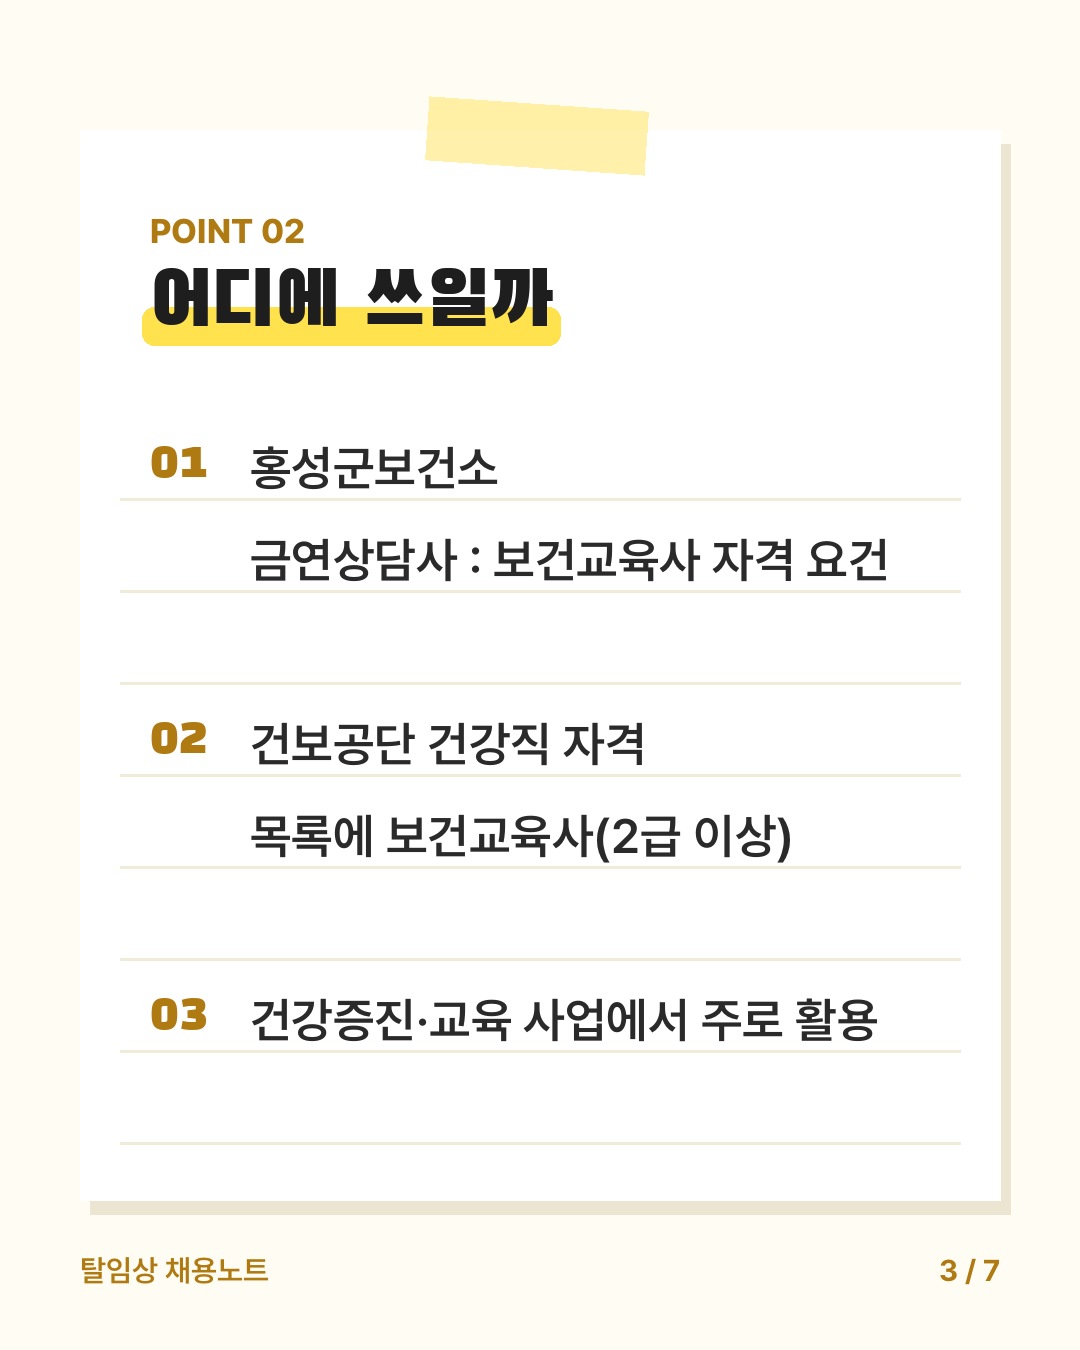 POINT 02
어디에 쓰일까
01 홍성군보건소
금연상담사 : 보건교육사 자격 요건
02 건보공단 건강직 자격
목록에 보건교육사(2급 이상)
03 건강증진·교육 사업에서 주로 활용
탈임상 채용노트
3 / 7